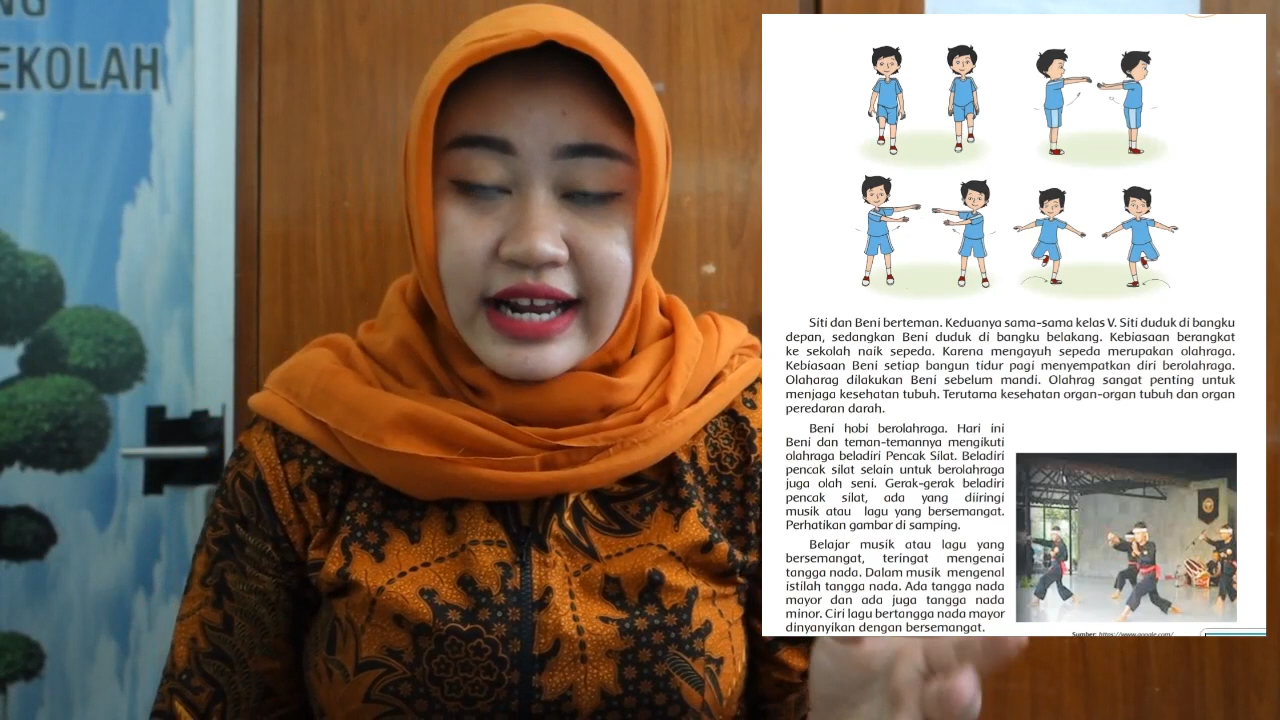 NG
EKOLAH
Siti dan Beni berteman. Keduanya sama-sama kelas V. Siti duduk di bangku
depan, sedangkan Beni duduk di bangku belakang. Kebiasaan berangkat
ke sekolah naik sepeda. Karena mengayuh sepeda merupakan olahraga.
Kebiasaan Beni setiap bangun tidur pagi menyempatkan diri berolahraga.
Olaharag dilakukan Beni sebelum mandi. Olahrag sangat penting untuk
menjaga kesehatan tubuh. Terutama kesehatan organ-organ tubuh dan organ
peredaran darah.
Beni hobi berolahraga. Hari ini
Beni dan teman-temannya mengikuti
olahraga beladiri Pencak Silat. Beladiri
pencak silat selain untuk berolahraga
juga olah seni. Gerak-gerak beladiri
pencak silat, ada yang diiringi
musik atau lagu yang bersemangat.
Perhatikan gambar di samping.
Belajar musik atau lagu yang
bersemangat, teringat mengenai
tangga nada. Dalam musik mengenal
istilah tangga nada. Ada tangga nada
mayor dan ada juga tangga nada
minor. Ciri lagu bertangga nada mayor
dinyanyikan dengan bersemangat.
Sumber: https://www.google.com/